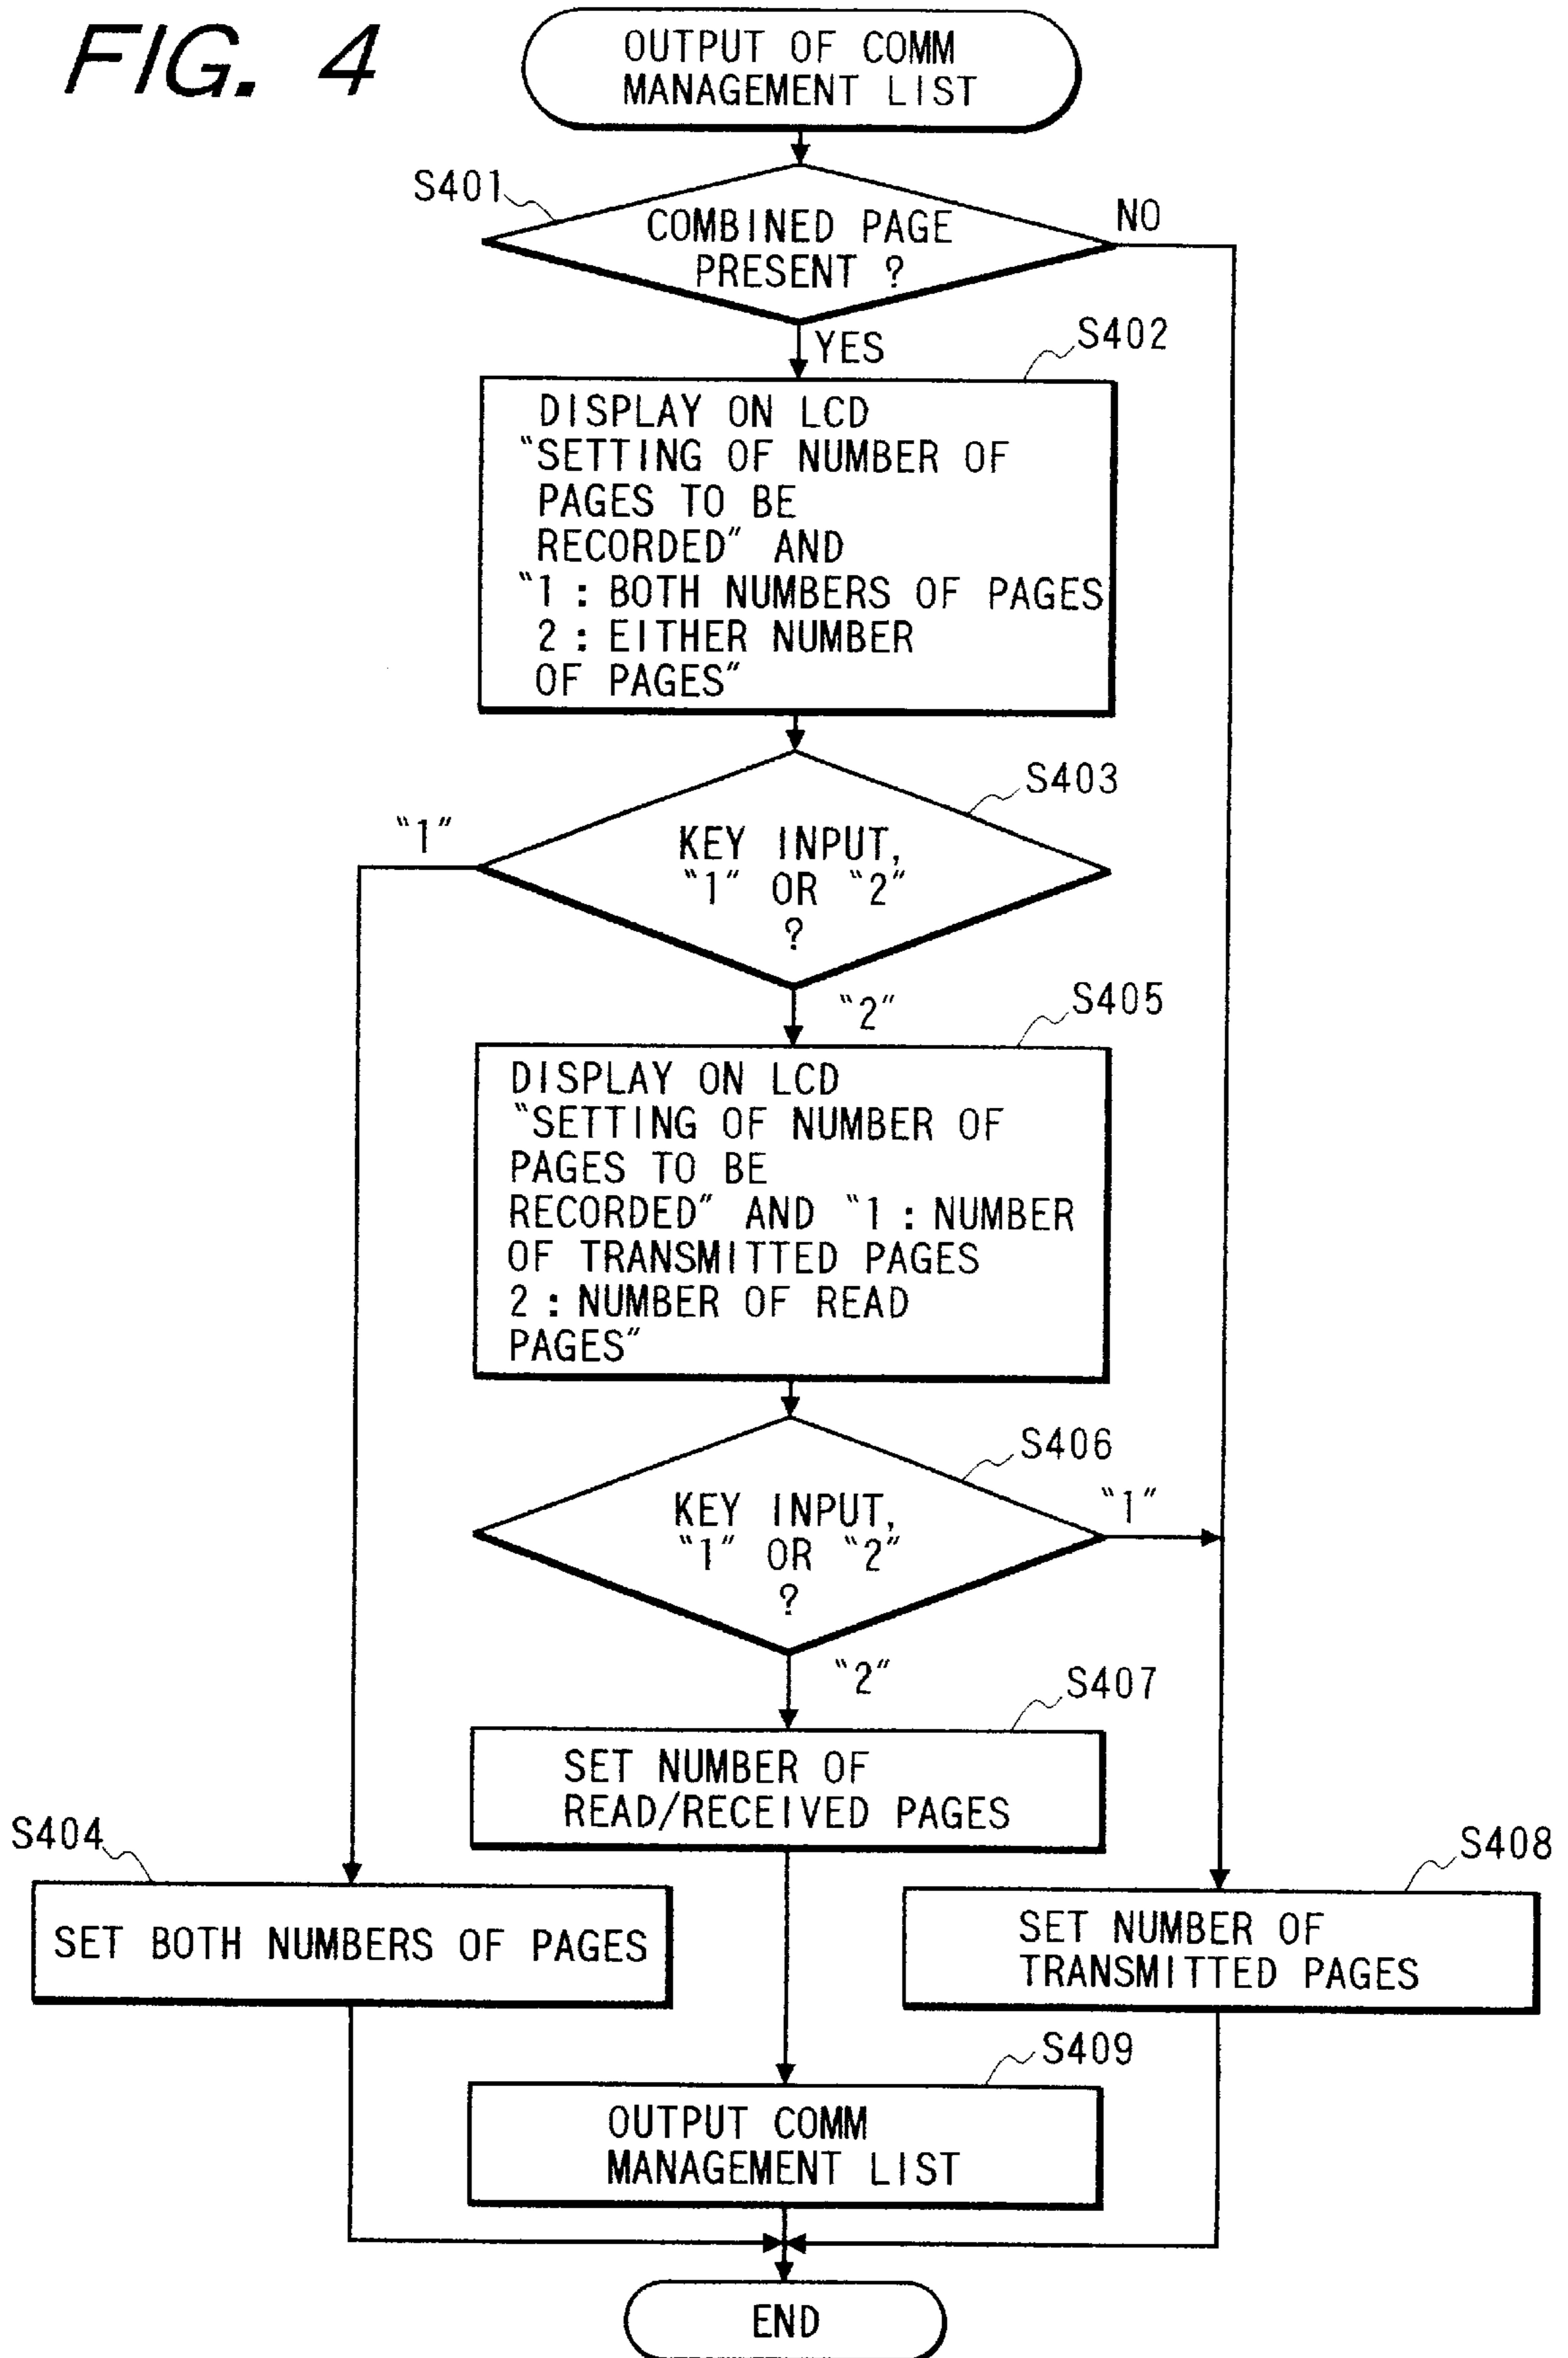 FIG. 4
OUTPUT OF COMM
MANAGEMENT LIST
S401
COMBINED PAGE
PRESENT ?
NO
YES
S402
DISPLAY ON LCD
"SETTING OF NUMBER OF
PAGES TO BE
RECORDED" AND
"1 : BOTH NUMBERS OF PAGES
2 : EITHER NUMBER
OF PAGES"
S403
"1"
KEY INPUT,
"1" OR "2"
?
"2"
S405
DISPLAY ON LCD
"SETTING OF NUMBER OF
PAGES TO BE
RECORDED" AND "1 : NUMBER
OF TRANSMITTED PAGES
2 : NUMBER OF READ
PAGES"
S406
KEY INPUT,
"1" OR "2"
?
"1"
"2"
S407
SET NUMBER OF
READ/RECEIVED PAGES
S404
SET BOTH NUMBERS OF PAGES
S408
SET NUMBER OF
TRANSMITTED PAGES
S409
OUTPUT COMM
MANAGEMENT LIST
END